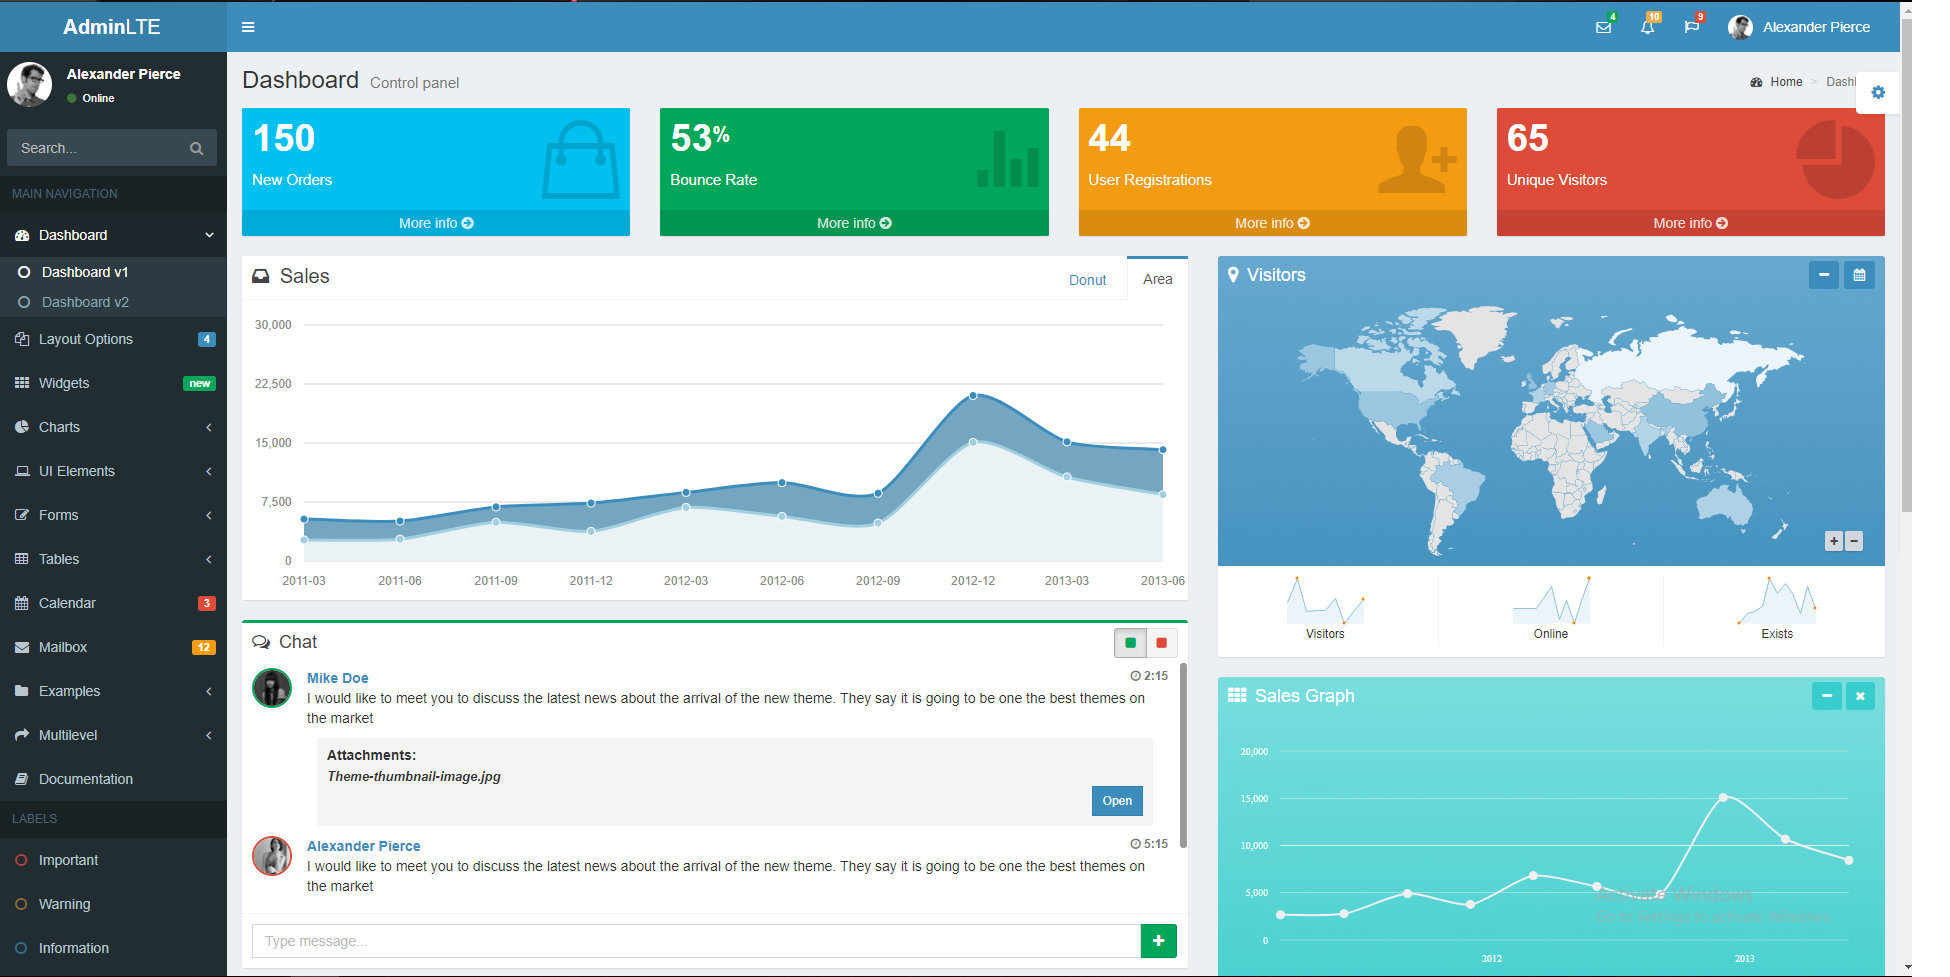 AdminLTE
4
10
9
Alexander Pierce
Alexander Pierce
Online
Search...
MAIN NAVIGATION
Dashboard
Dashboard v1
Dashboard v2
Layout Options 4
Widgets new
Charts
UI Elements
Forms
Tables
Calendar 3
Mailbox 12
Examples
Multilevel
Documentation
LABELS
Important
Warning
Information
Dashboard Control panel
Home > Dash
150
New Orders
More info
53%
Bounce Rate
More info
44
User Registrations
More info
65
Unique Visitors
More info
Sales
Donut
Area
30,000
22,500
15,000
7,500
0
2011-03 2011-06 2011-09 2011-12 2012-03 2012-06 2012-09 2012-12 2013-03 2013-06
Chat
Mike Doe 2:15
I would like to meet you to discuss the latest news about the arrival of the new theme. They say it is going to be one the best themes on
the market
Attachments:
Theme-thumbnail-image.jpg
Open
Alexander Pierce 5:15
I would like to meet you to discuss the latest news about the arrival of the new theme. They say it is going to be one the best themes on
the market
Type message...
+
Visitors
+ −
Visitors
Online
Exists
Sales Graph
20,000
15,000
10,000
5,000
0
2012 2013
Activate Windows
Go to Settings to activate Windows.